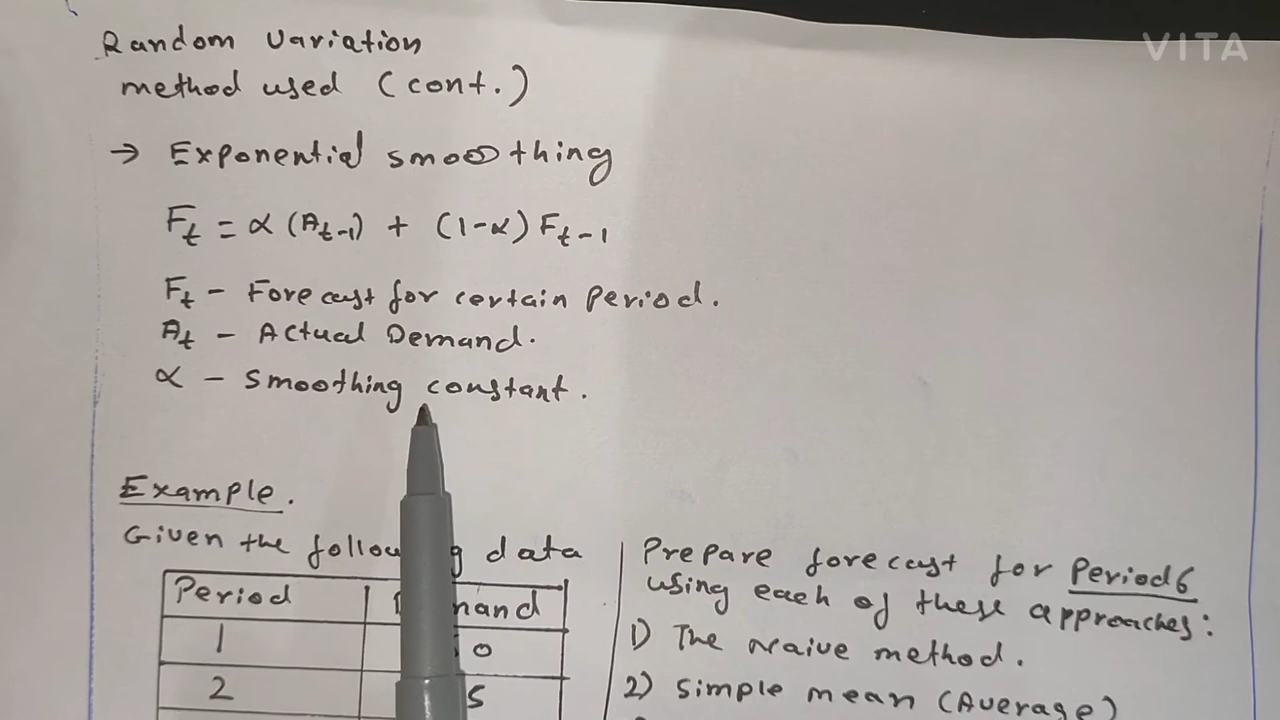 VITA
Random Variation
method used (cont.)
→ Exponential smoothing
Fₜ = α (Aₜ₋₁) + (1-α) Fₜ₋₁
Fₜ - Forecast for certain Period.
Aₜ - Actual Demand.
α - Smoothing constant.
Example.
Given the data
Period
1
2
Prepare forecast for Period 6
using each of these approaches:
1) The Naive method.
2) Simple mean (Average)